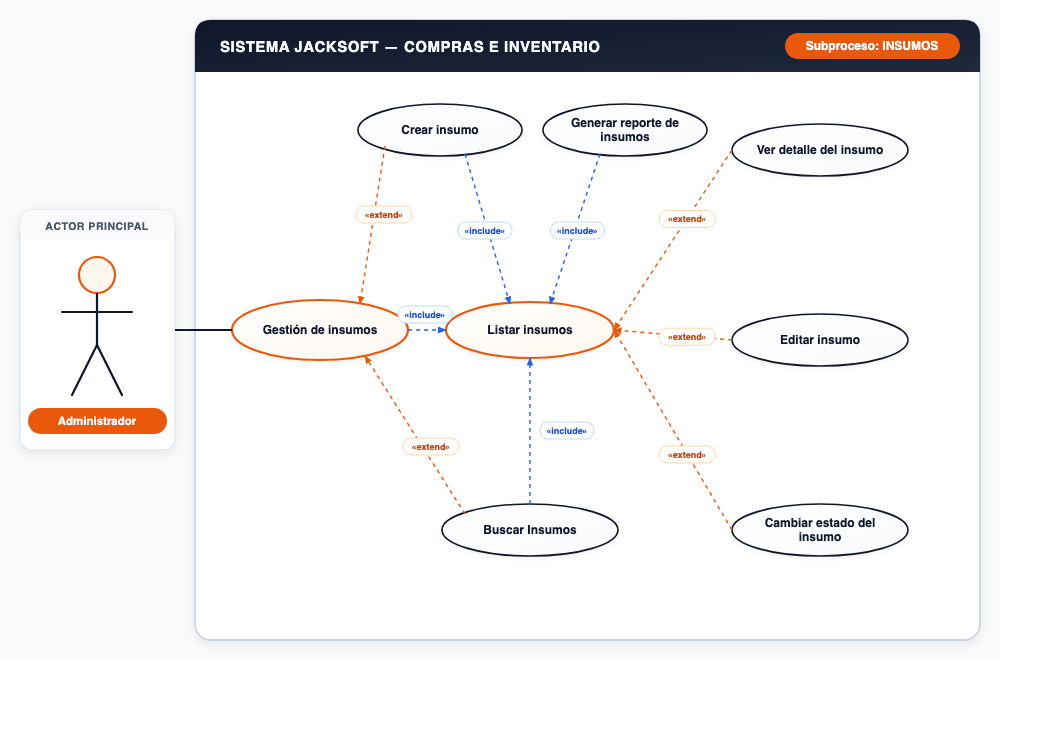 SISTEMA JACKSOFT — COMPRAS E INVENTARIO
Subproceso: INSUMOS
Crear insumo
Generar reporte de
insumos
Ver detalle del insumo
«extend»
«include»
«include»
«extend»
ACTOR PRINCIPAL
Administrador
Gestión de insumos
«include»
Listar insumos
«extend»
Editar insumo
«extend»
«include»
«extend»
Buscar Insumos
Cambiar estado del
insumo